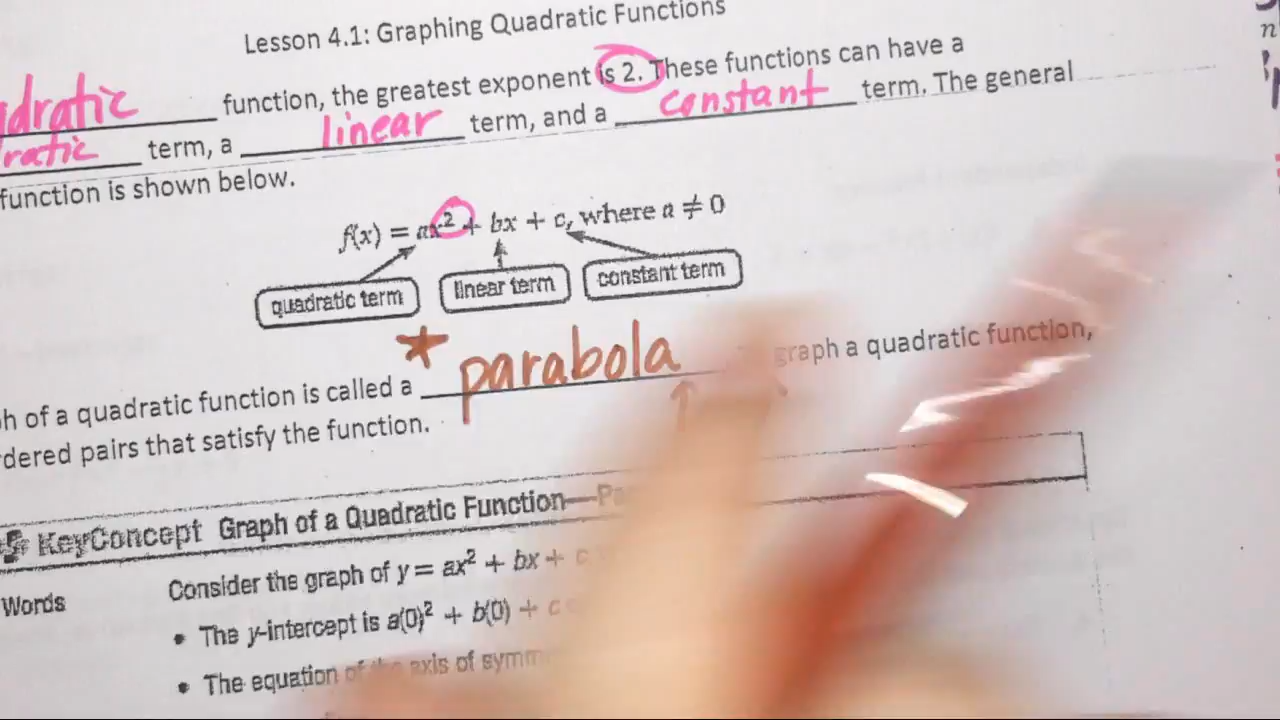 Lesson 4.1: Graphing Quadratic Functions
function, the greatest exponent is 2. These functions can have a
term, a linear term, and a constant term. The general
function is shown below.
f(x) = ax² + bx + c, where a ≠ 0
quadratic term linear term constant term
* parabola
of a quadratic function is called a graph a quadratic function,
pairs that satisfy the function.
KeyConcept Graph of a Quadratic Function—
Consider the graph of y = ax² + bx + c
Words
• The y-intercept is a(0)² + b(0) + c
• The equation of the axis of